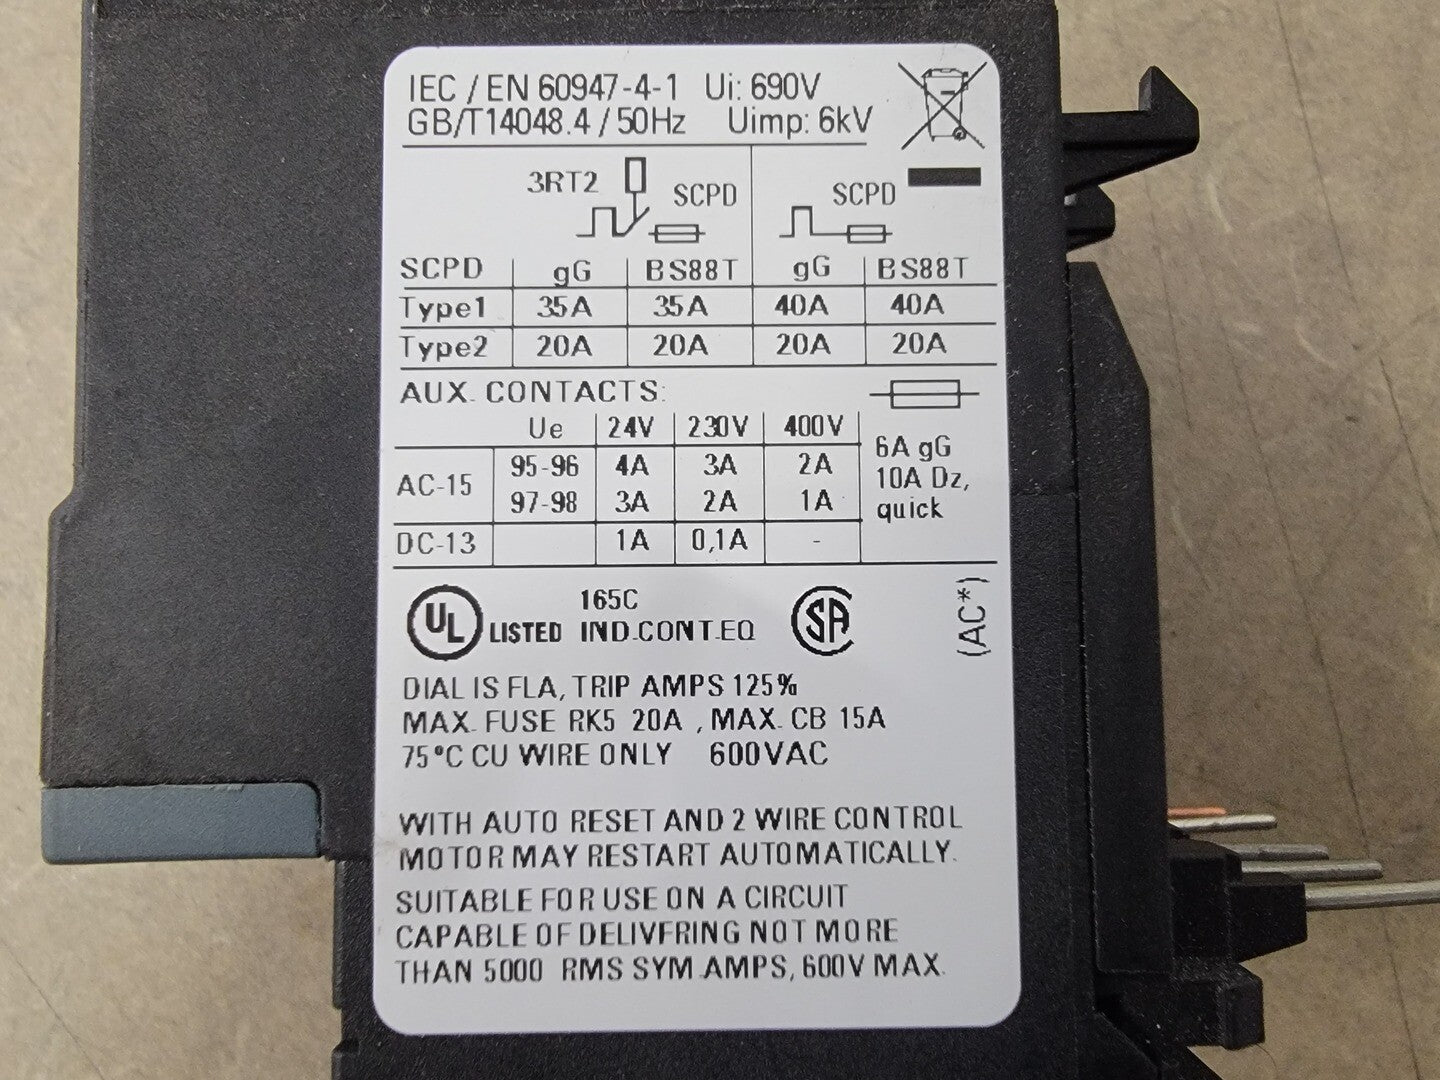 IEC / EN 60947-4-1 Ui: 690V
GB/T14048.4 / 50Hz Uimp: 6kV
3RT2 SCPD SCPD
SCPD gG BS88T gG BS88T
Type1 35A 35A 40A 40A
Type2 20A 20A 20A 20A
AUX. CONTACTS:
Ue 24V 230V 400V
AC-15 95-96 4A 3A 2A
97-98 3A 2A 1A
DC-13 1A 0,1A -
6A gG
10A Dz,
quick
UL LISTED 165C
IND.CONT.EQ
SA
(AC*)
DIAL IS FLA, TRIP AMPS 125%
MAX. FUSE RK5 20A , MAX. CB 15A
75°C CU WIRE ONLY 600VAC
WITH AUTO RESET AND 2 WIRE CONTROL
MOTOR MAY RESTART AUTOMATICALLY.
SUITABLE FOR USE ON A CIRCUIT
CAPABLE OF DELIVFRING NOT MORE
THAN 5000 RMS SYM.AMPS, 600V MAX.